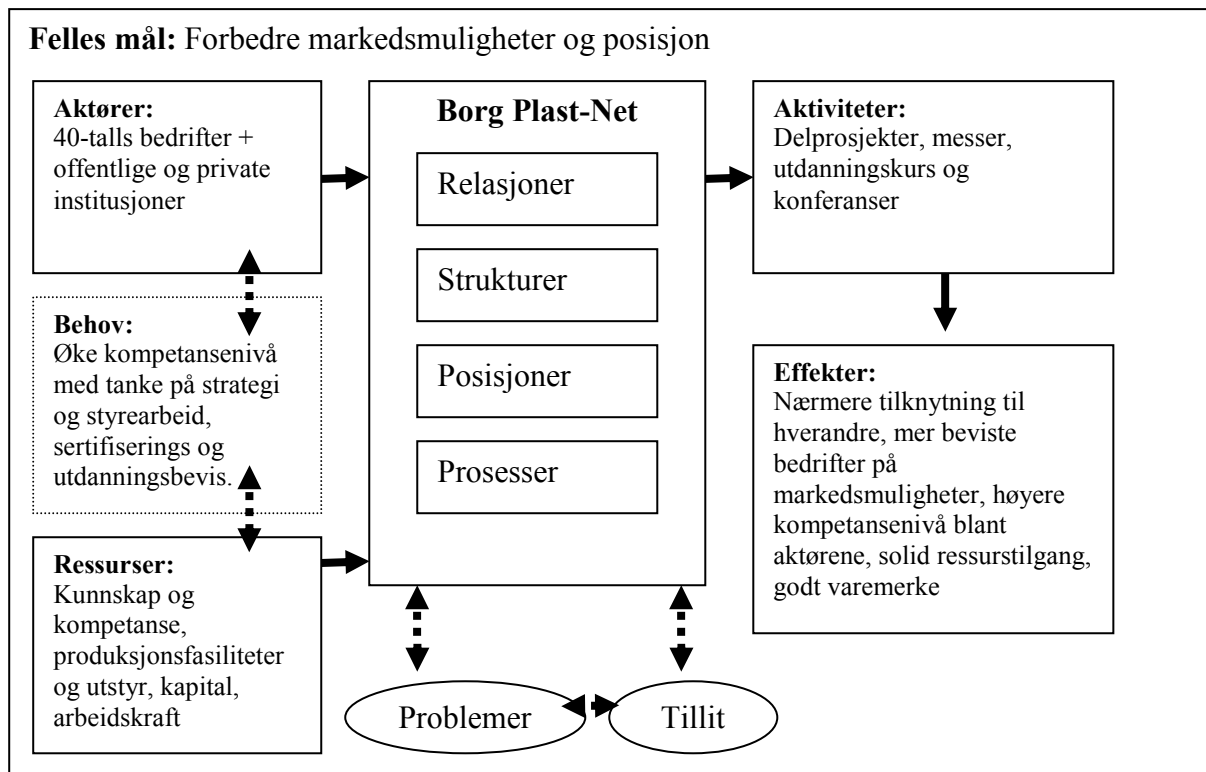 Felles mål: Forbedre markedsmuligheter og posisjon
Aktører:
40-talls bedrifter +
offentlige og private
institusjoner
Behov:
Øke kompetansenivå
med tanke på strategi
og styrearbeid,
sertifiserings og
utdanningsbevis.
Ressurser:
Kunnskap og
kompetanse,
produksjonsfasiliteter
og utstyr, kapital,
arbeidskraft
Borg Plast-Net
Relasjoner
Strukturer
Posisjoner
Prosesser
Problemer
Tillit
Aktiviteter:
Delprosjekter, messer,
utdanningskurs og
konferanser
Effekter:
Nærmere tilknytning til
hverandre, mer beviste
bedrifter på
markedsmuligheter, høyere
kompetansenivå blant
aktørene, solid ressurstilgang,
godt varemerke